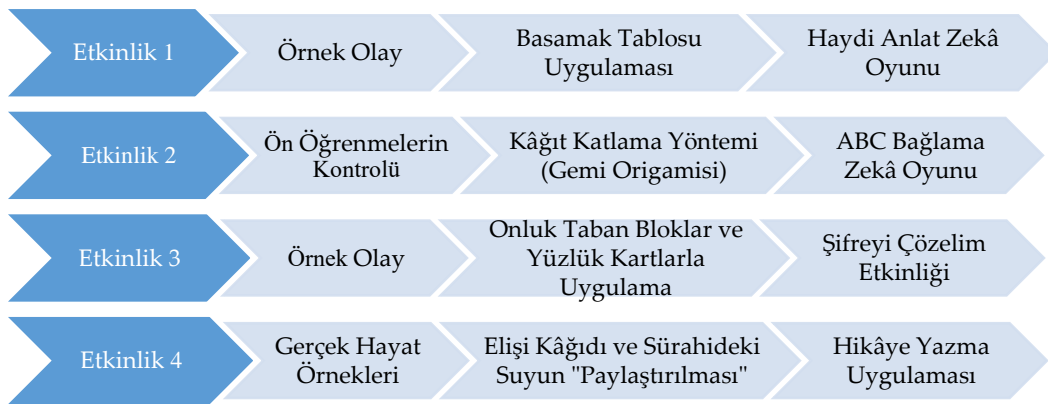 Etkinlik 1
Örnek Olay
Basamak Tablosu
Uygulaması
Haydi Anlat Zekâ
Oyunu
Etkinlik 2
Ön Öğrenmelerin
Kontrolü
Kâğıt Katlama Yöntemi
(Gemi Origamisi)
ABC Bağlama
Zekâ Oyunu
Etkinlik 3
Örnek Olay
Onluk Taban Bloklar ve
Yüzlük Kartlarla
Uygulama
Şifreyi Çözelim
Etkinliği
Etkinlik 4
Gerçek Hayat
Örnekleri
Elişi Kâğıdı ve Sürahideki
Suyun "Paylaştırılması"
Hikâye Yazma
Uygulaması